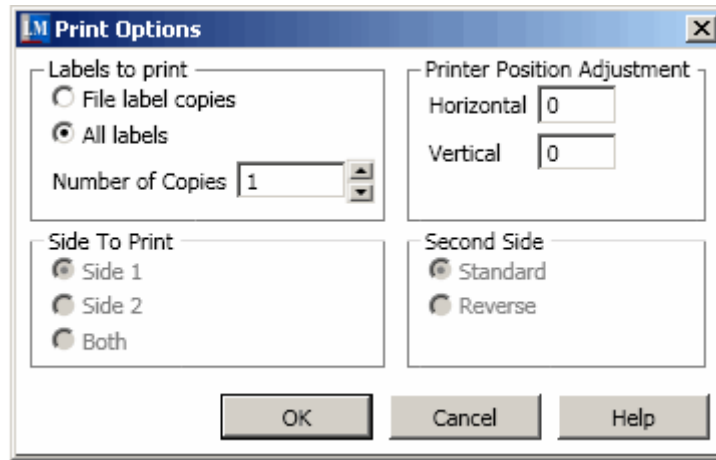 LM Print Options
Labels to print
File label copies
All labels
Number of Copies 1
Printer Position Adjustment
Horizontal 0
Vertical 0
Side To Print
Side 1
Side 2
Both
Second Side
Standard
Reverse
OK Cancel Help